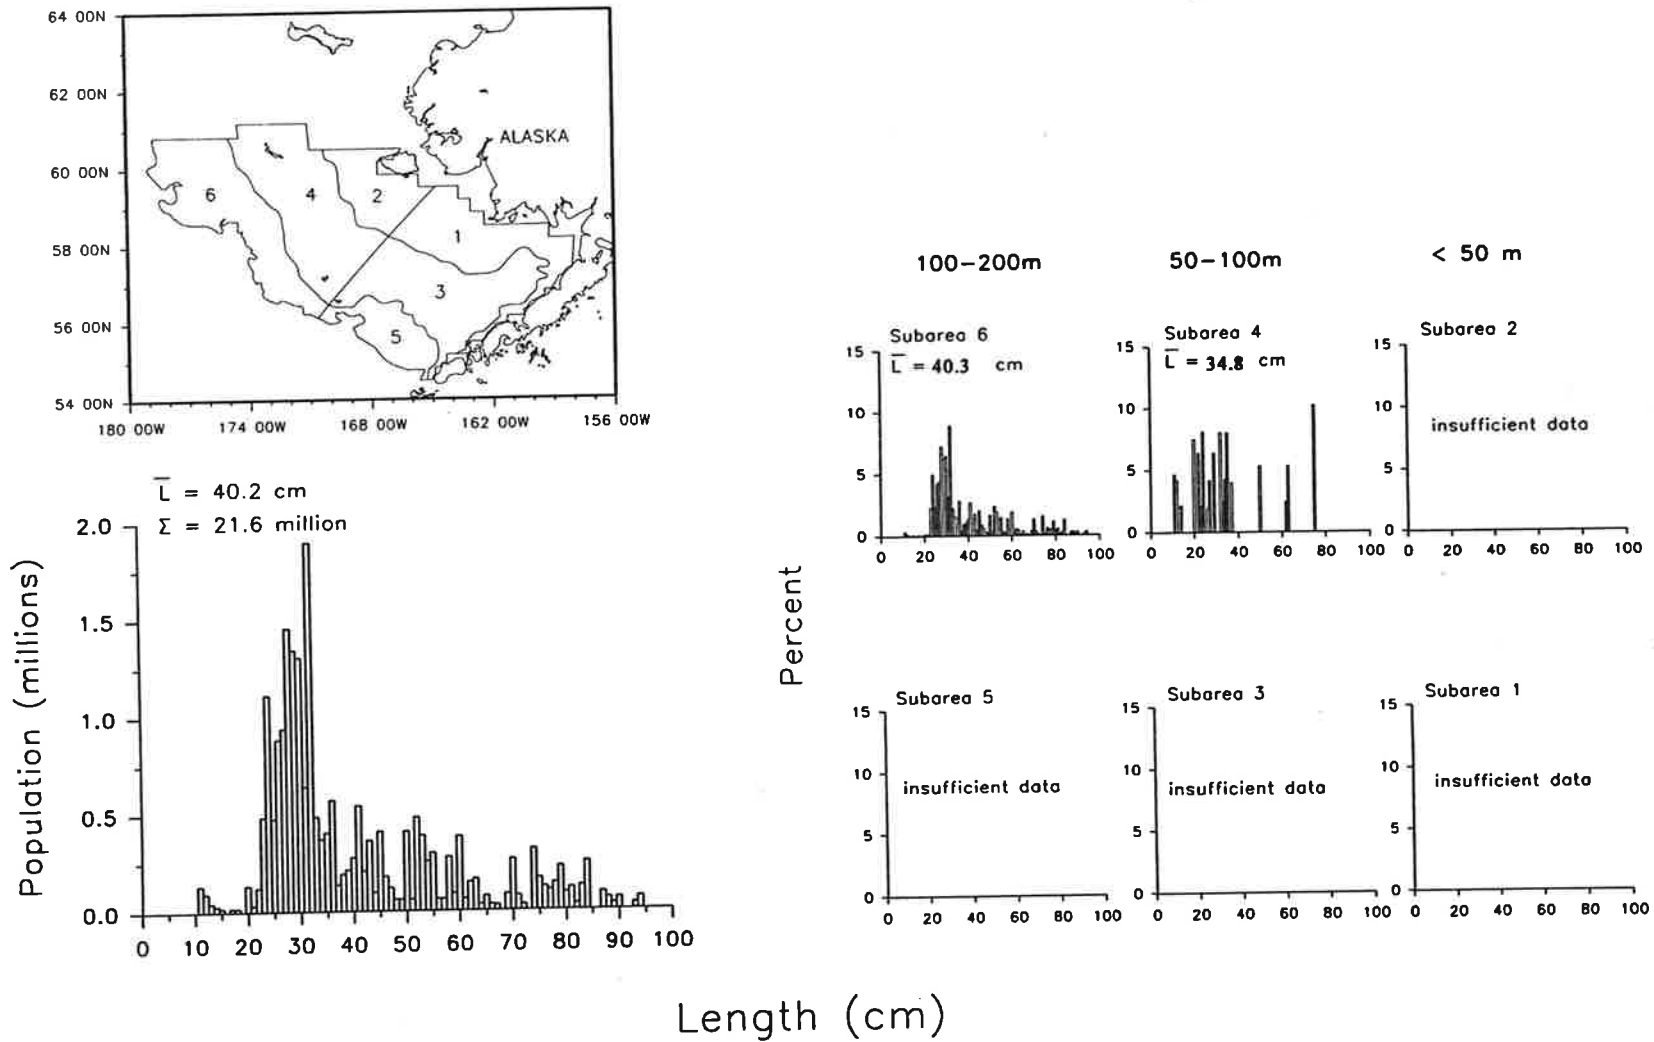 64 00N
62 00N
60 00N
58 00N
56 00N
54 00N
180 00W 174 00W 168 00W 162 00W 156 00W
ALASKA
6 4 2
1
3
5
L = 40.2 cm
Σ = 21.6 million
Population (millions)
2.0
1.5
1.0
0.5
0.0
0 10 20 30 40 50 60 70 80 90 100
100-200m 50-100m < 50 m
Percent
Subarea 6
L = 40.3 cm
15
10
5
0
0 20 40 60 80 100
Subarea 4
L = 34.8 cm
15
10
5
0
0 20 40 60 80 100
Subarea 2
15
10
insufficient data
5
0
0 20 40 60 80 100
Subarea 5
15
10
insufficient data
5
0
0 20 40 60 80 100
Subarea 3
15
10
insufficient data
5
0
0 20 40 60 80 100
Subarea 1
15
10
insufficient data
5
0
0 20 40 60 80 100
Length (cm)